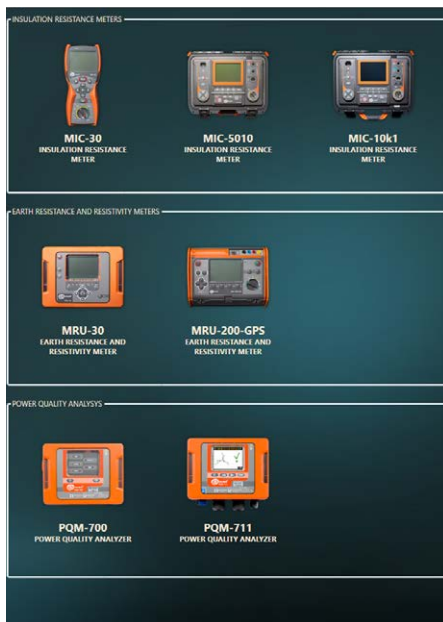 INSULATION RESISTANCE METERS
MIC-30
INSULATION RESISTANCE
METER
MIC-5010
INSULATION RESISTANCE
METER
MIC-10k1
INSULATION RESISTANCE
METER
EARTH RESISTANCE AND RESISTIVITY METERS
MRU-30
EARTH RESISTANCE AND
RESISTIVITY METER
MRU-200-GPS
EARTH RESISTANCE AND
RESISTIVITY METER
POWER QUALITY ANALYSYS
PQM-700
POWER QUALITY ANALYZER
PQM-711
POWER QUALITY ANALYZER